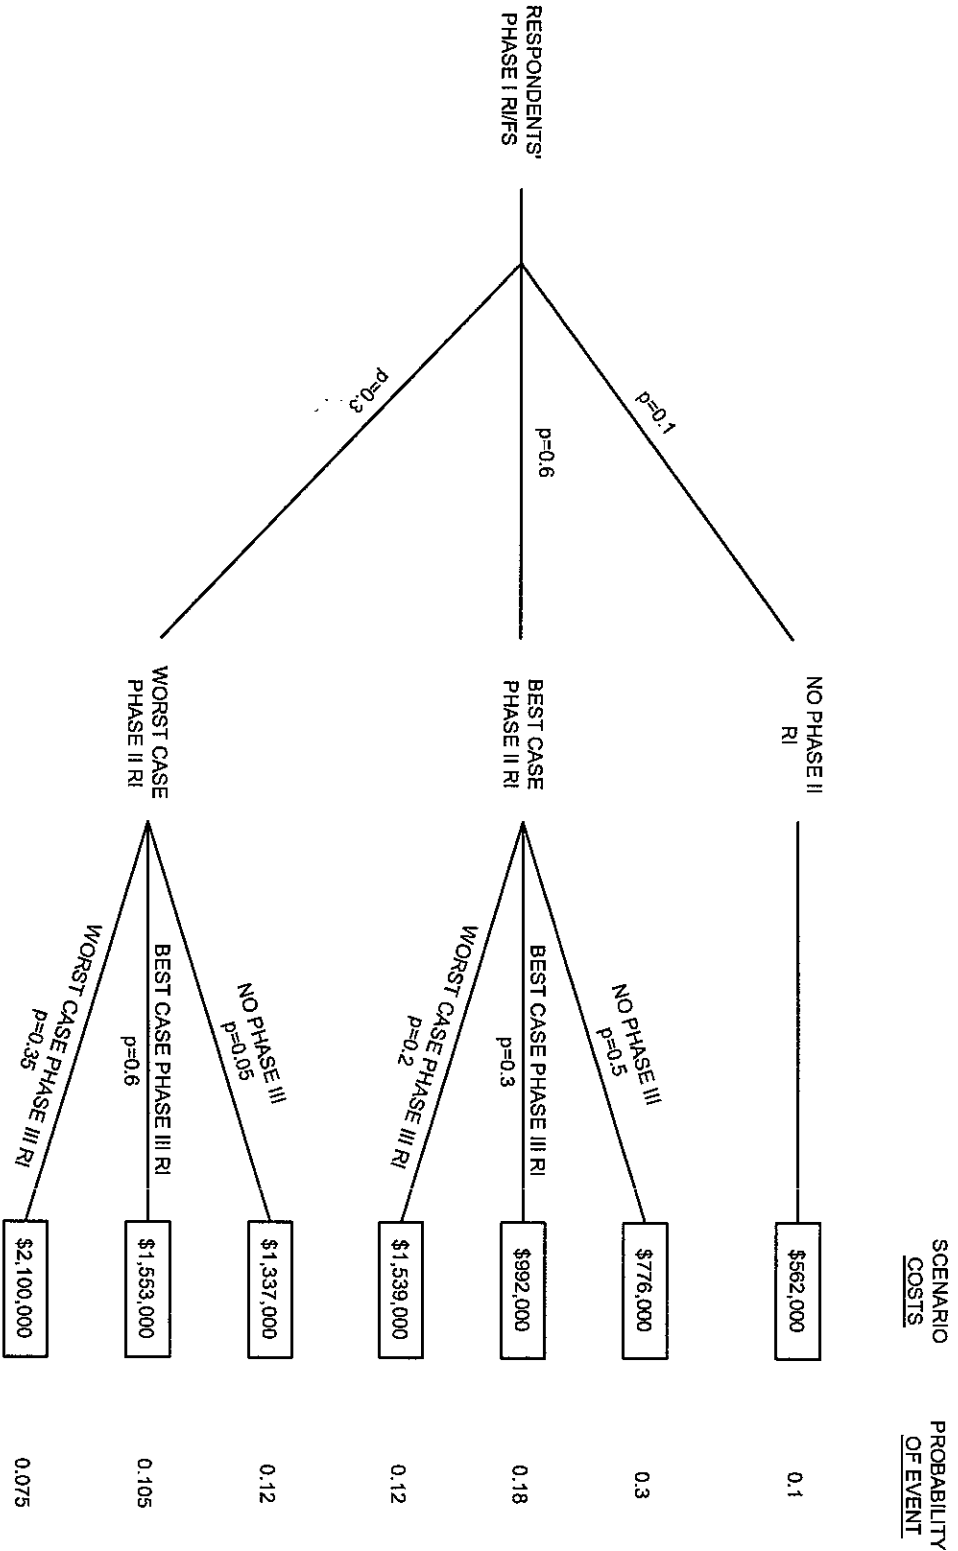 SCENARIO
COSTS
PROBABILITY
OF EVENT
RESPONDENTS'
PHASE I RI/FS
p=0.1
p=0.6
p=0.3
NO PHASE II
RI
$562,000
0.1
BEST CASE
PHASE II RI
NO PHASE III
p=0.5
$776,000
0.3
BEST CASE PHASE III RI
p=0.3
$992,000
0.18
WORST CASE PHASE III RI
p=0.2
$1,539,000
0.12
WORST CASE
PHASE II RI
NO PHASE III
p=0.05
$1,337,000
0.12
BEST CASE PHASE III RI
p=0.6
$1,553,000
0.105
WORST CASE PHASE III RI
p=0.35
$2,100,000
0.075